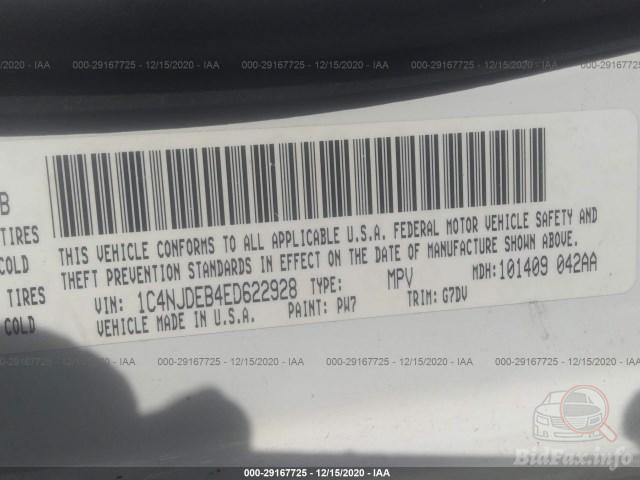 000-29167725 - 12/15/2020 - IAA
B
TIRES
COLD
TIRES
COLD
THIS VEHICLE CONFORMS TO ALL APPLICABLE U.S.A. FEDERAL MOTOR VEHICLE SAFETY AND
THEFT PREVENTION STANDARDS IN EFFECT ON THE DATE OF MANUFACTURE SHOWN ABOVE.
VIN: 1C4NJDEB4ED622928 TYPE: MPV MDH:101409 042AA
VEHICLE MADE IN U.S.A. PAINT: PW7 TRIM: G7DV
000-29167725 - 12/15/2020 - IAA
BidFax.info
000-29167725 - 12/15/2020 - IAA